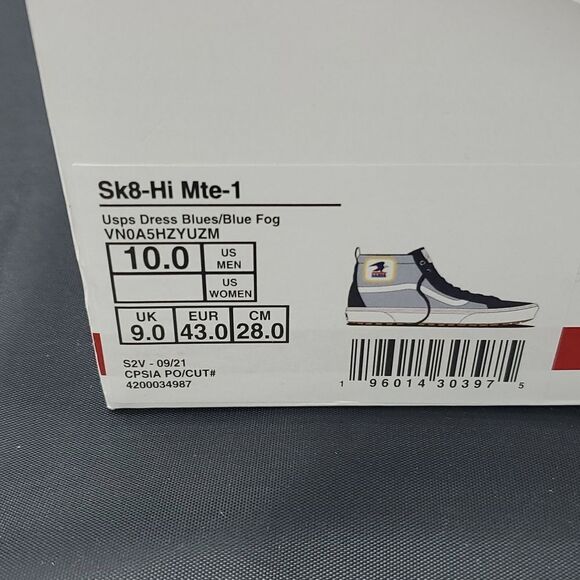 Sk8-Hi Mte-1
Usps Dress Blues/Blue Fog
VN0A5HZYUZM
10.0 US MEN
US WOMEN
UK EUR CM
9.0 43.0 28.0
S2V - 09/21
CPSIA PO/CUT#
4200034987
1 96014 30397 5